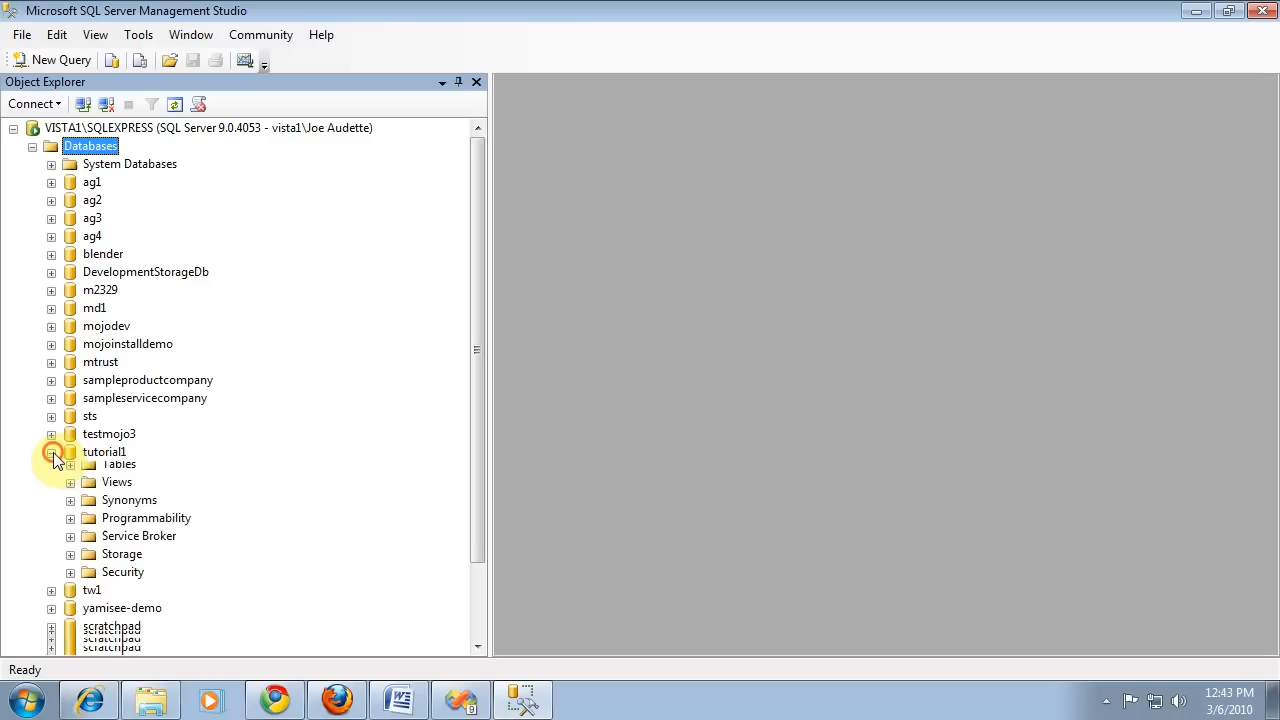 Microsoft SQL Server Management Studio
File Edit View Tools Window Community Help
New Query
Object Explorer
Connect
VISTA1\SQLEXPRESS (SQL Server 9.0.4053 - vista1\Joe Audette)
Databases
System Databases
ag1
ag2
ag3
ag4
blender
DevelopmentStorageDb
m2329
md1
mojodev
mojoinstalldemo
mtrust
sampleproductcompany
sampleservicecompany
sts
testmojo3
tutorial1
Tables
Views
Synonyms
Programmability
Service Broker
Storage
Security
tw1
yamisee-demo
scratchpad
scratchpad
scratchpad
scratchpad
Ready
12:43 PM
3/6/2010